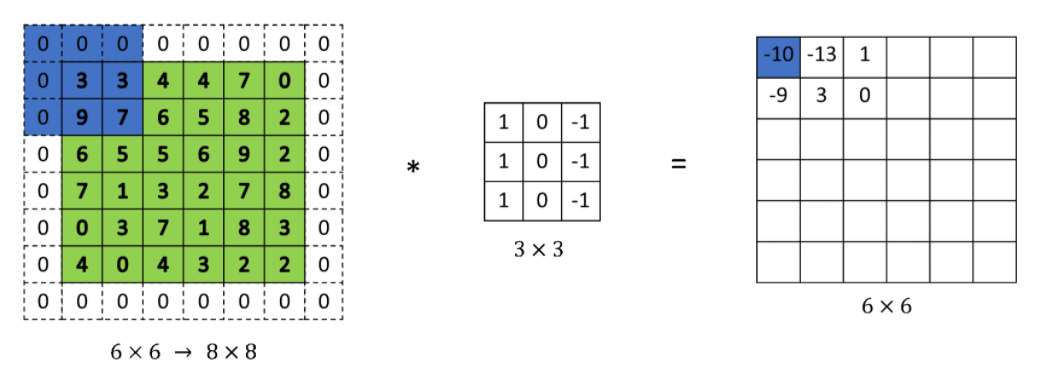 0 0 0 0 0 0 0 0
0 3 3 4 4 7 0 0
0 9 7 6 5 8 2 0
0 6 5 5 6 9 2 0
0 7 1 3 2 7 8 0
0 0 3 7 1 8 3 0
0 4 0 4 3 2 2 0
0 0 0 0 0 0 0 0
6 × 6 → 8 × 8
*
1 0 -1
1 0 -1
1 0 -1
3 × 3
=
-10 -13 1
-9 3 0
6 × 6